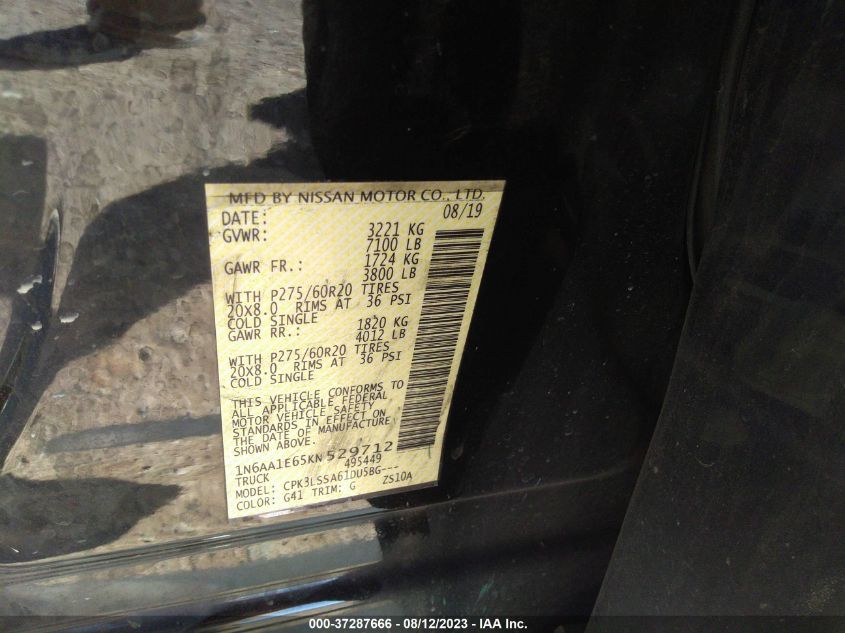 MFD BY NISSAN MOTOR CO., LTD.
DATE: 08/19
GVWR: 3221 KG
7100 LB
GAWR FR.: 1724 KG
3800 LB
WITH P275/60R20 TIRES
20X8.0 RIMS AT 36 PSI
COLD SINGLE
GAWR RR.: 1820 KG
4012 LB
WITH P275/60R20 TIRES
20X8.0 RIMS AT 36 PSI
COLD SINGLE
THIS VEHICLE CONFORMS TO
ALL APPLICABLE FEDERAL
MOTOR VEHICLE SAFETY
STANDARDS IN EFFECT ON
THE DATE OF MANUFACTURE
SHOWN ABOVE.
1N6AA1E65KN529712
TRUCK 495449
MODEL: CPK3LSSA61DU5BG---
COLOR: G41 TRIM: G ZS10A
000-37287666 - 08/12/2023 - IAA Inc.